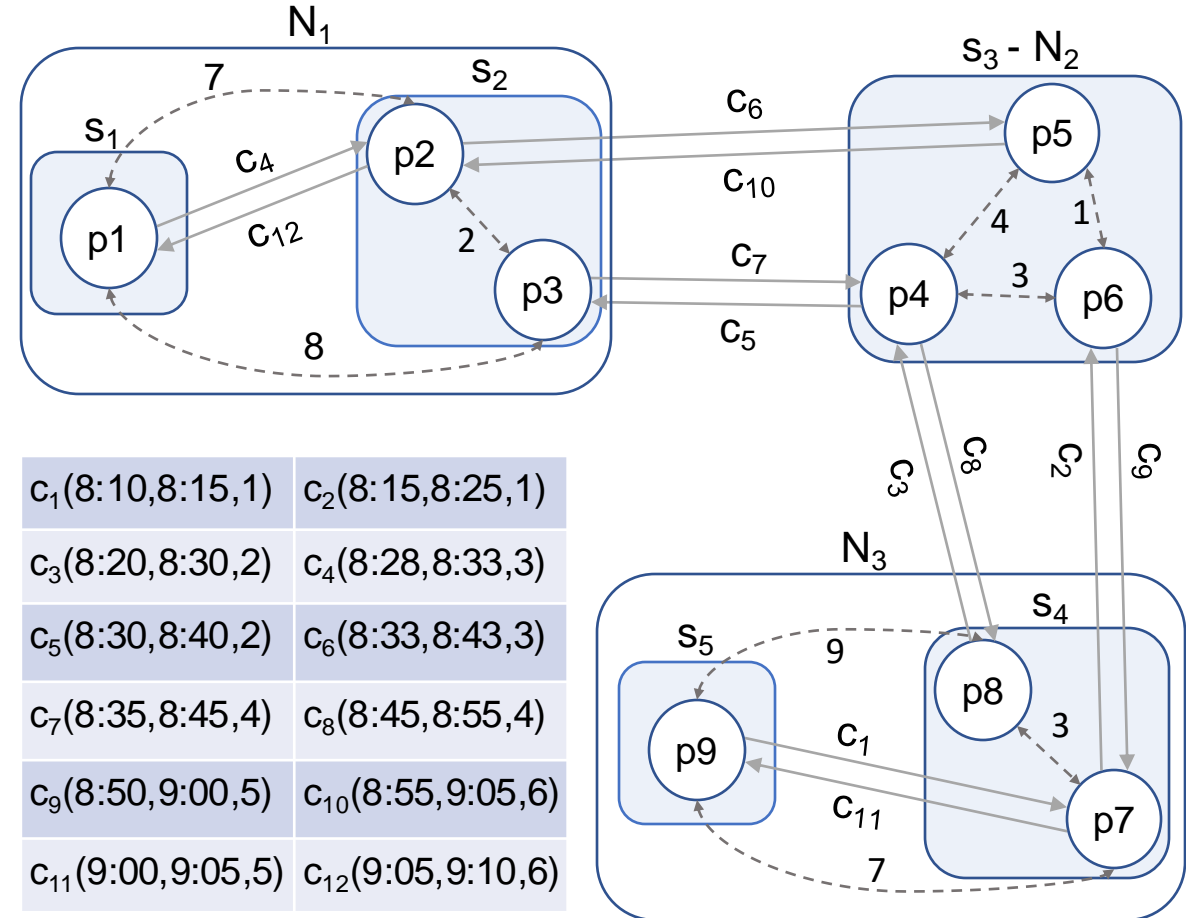 N₁
s₃ - N₂
7
s₂
s₁
c₆
p5
c₄
p2
c₁₀
c₁₂
4
1
p1
2
c₇
3
p3
p4
p6
c₅
8
c₃
c₈
c₂
c₉
c₁(8:10,8:15,1) c₂(8:15,8:25,1)
c₃(8:20,8:30,2) c₄(8:28,8:33,3)
c₅(8:30,8:40,2) c₆(8:33,8:43,3)
c₇(8:35,8:45,4) c₈(8:45,8:55,4)
c₉(8:50,9:00,5) c₁₀(8:55,9:05,6)
c₁₁(9:00,9:05,5) c₁₂(9:05,9:10,6)
N₃
s₄
s₅
9
p8
3
c₁
p9
c₁₁
p7
7